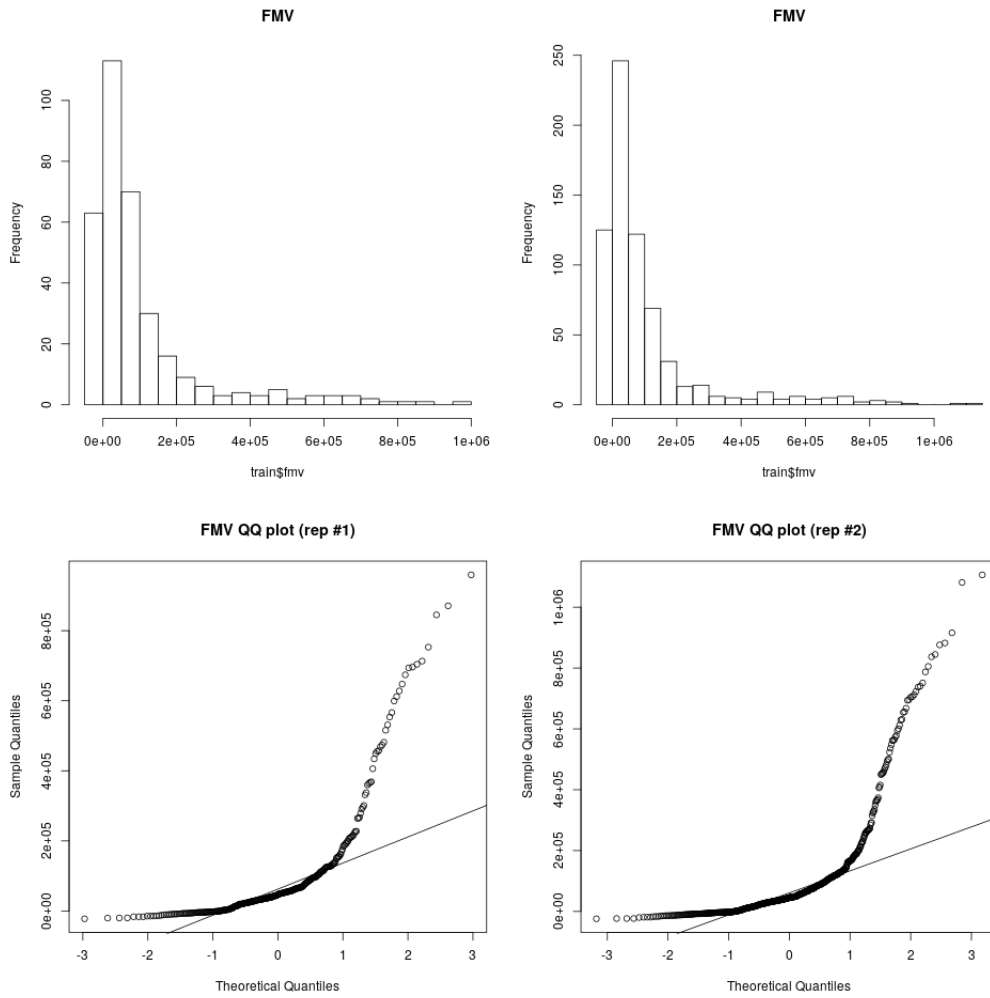 FMV
FMV
Frequency
0
20
40
60
80
100
0e+00
2e+05
4e+05
6e+05
8e+05
1e+06
train$fmv
Frequency
0
50
100
150
200
250
0e+00
2e+05
4e+05
6e+05
8e+05
1e+06
train$fmv
FMV QQ plot (rep #1)
FMV QQ plot (rep #2)
Sample Quantiles
0e+00
2e+05
4e+05
6e+05
8e+05
-3
-2
-1
0
1
2
3
Theoretical Quantiles
Sample Quantiles
0e+00
2e+05
4e+05
6e+05
8e+05
1e+06
-3
-2
-1
0
1
2
3
Theoretical Quantiles